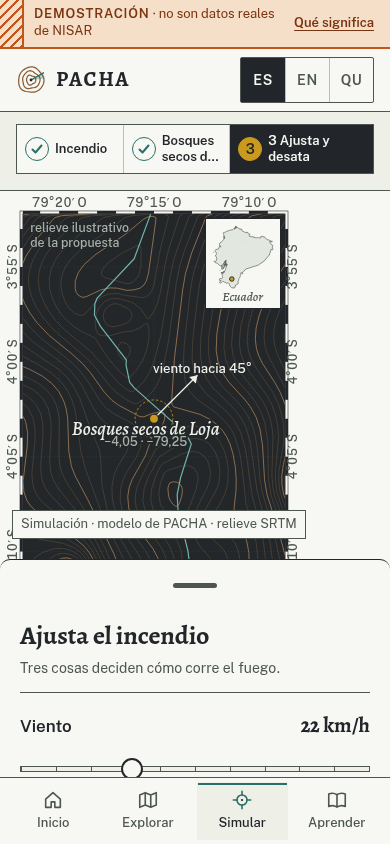 DEMOSTRACIÓN · no son datos reales
de NISAR
Qué significa
PACHA
ES
EN
QU
Incendio
Bosques
secos d...
3
3 Ajusta y
desata
79°20′ O
79°15′ O
79°10′ O
relieve ilustrativo
de la propuesta
3°55′ S
3°55′ S
Ecuador
4°00′ S
4°00′ S
viento hacia 45°
Bosques secos de Loja
−4,05 · −79,25
4°05′ S
4°05′ S
Simulación · modelo de PACHA · relieve SRTM
Ajusta el incendio
Tres cosas deciden cómo corre el fuego.
Viento
22 km/h
Inicio
Explorar
Simular
Aprender